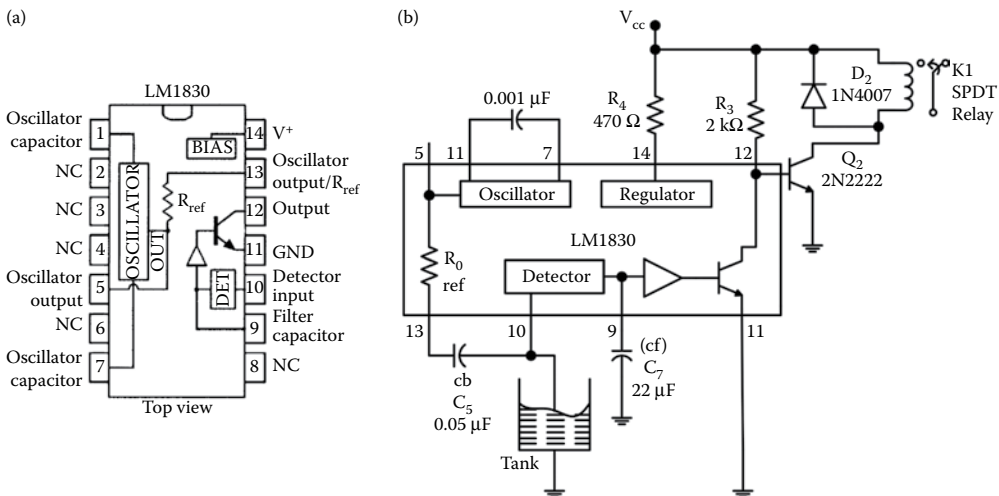 (a)
LM1830
Oscillator
capacitor
1
NC
2
NC
3
NC
4
Oscillator
output
5
NC
6
Oscillator
capacitor
7
OSCILLATOR
OUT
R_ref
BIAS
DET
14
V⁺
13
Oscillator
output/R_ref
12
Output
11
GND
10
Detector
input
9
Filter
capacitor
8
NC
Top view
(b)
V_cc
0.001 µF
R₄
470 Ω
R₃
2 kΩ
D₂
1N4007
K1
SPDT
Relay
5
11
7
14
12
Oscillator
Regulator
Q₂
2N2222
LM1830
R₀
ref
Detector
13
10
9
11
cb
C₅
0.05 µF
(cf)
C₇
22 µF
Tank